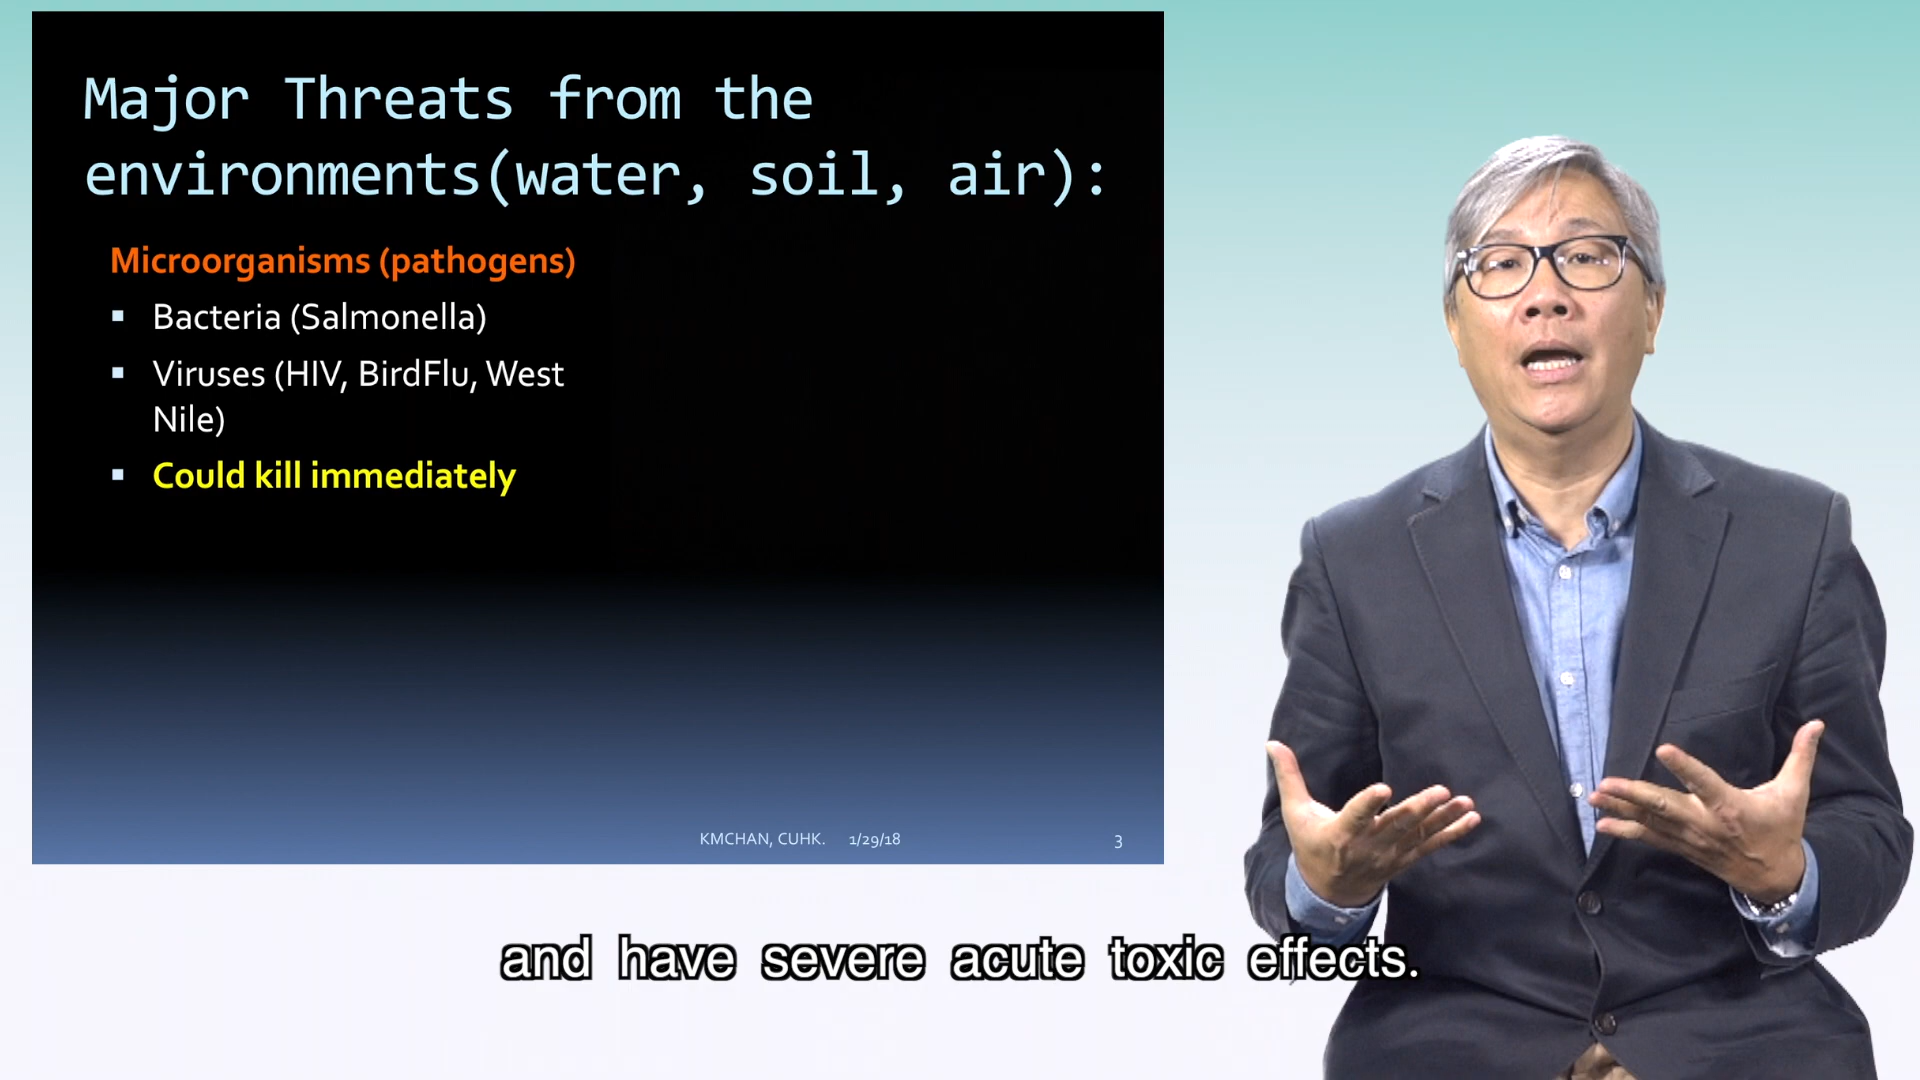 Major Threats from the
environments(water, soil, air):
Microorganisms (pathogens)
▪ Bacteria (Salmonella)
▪ Viruses (HIV, BirdFlu, West
Nile)
▪ Could kill immediately
KMCHAN, CUHK. 1/29/18 3
and have severe acute toxic effects.